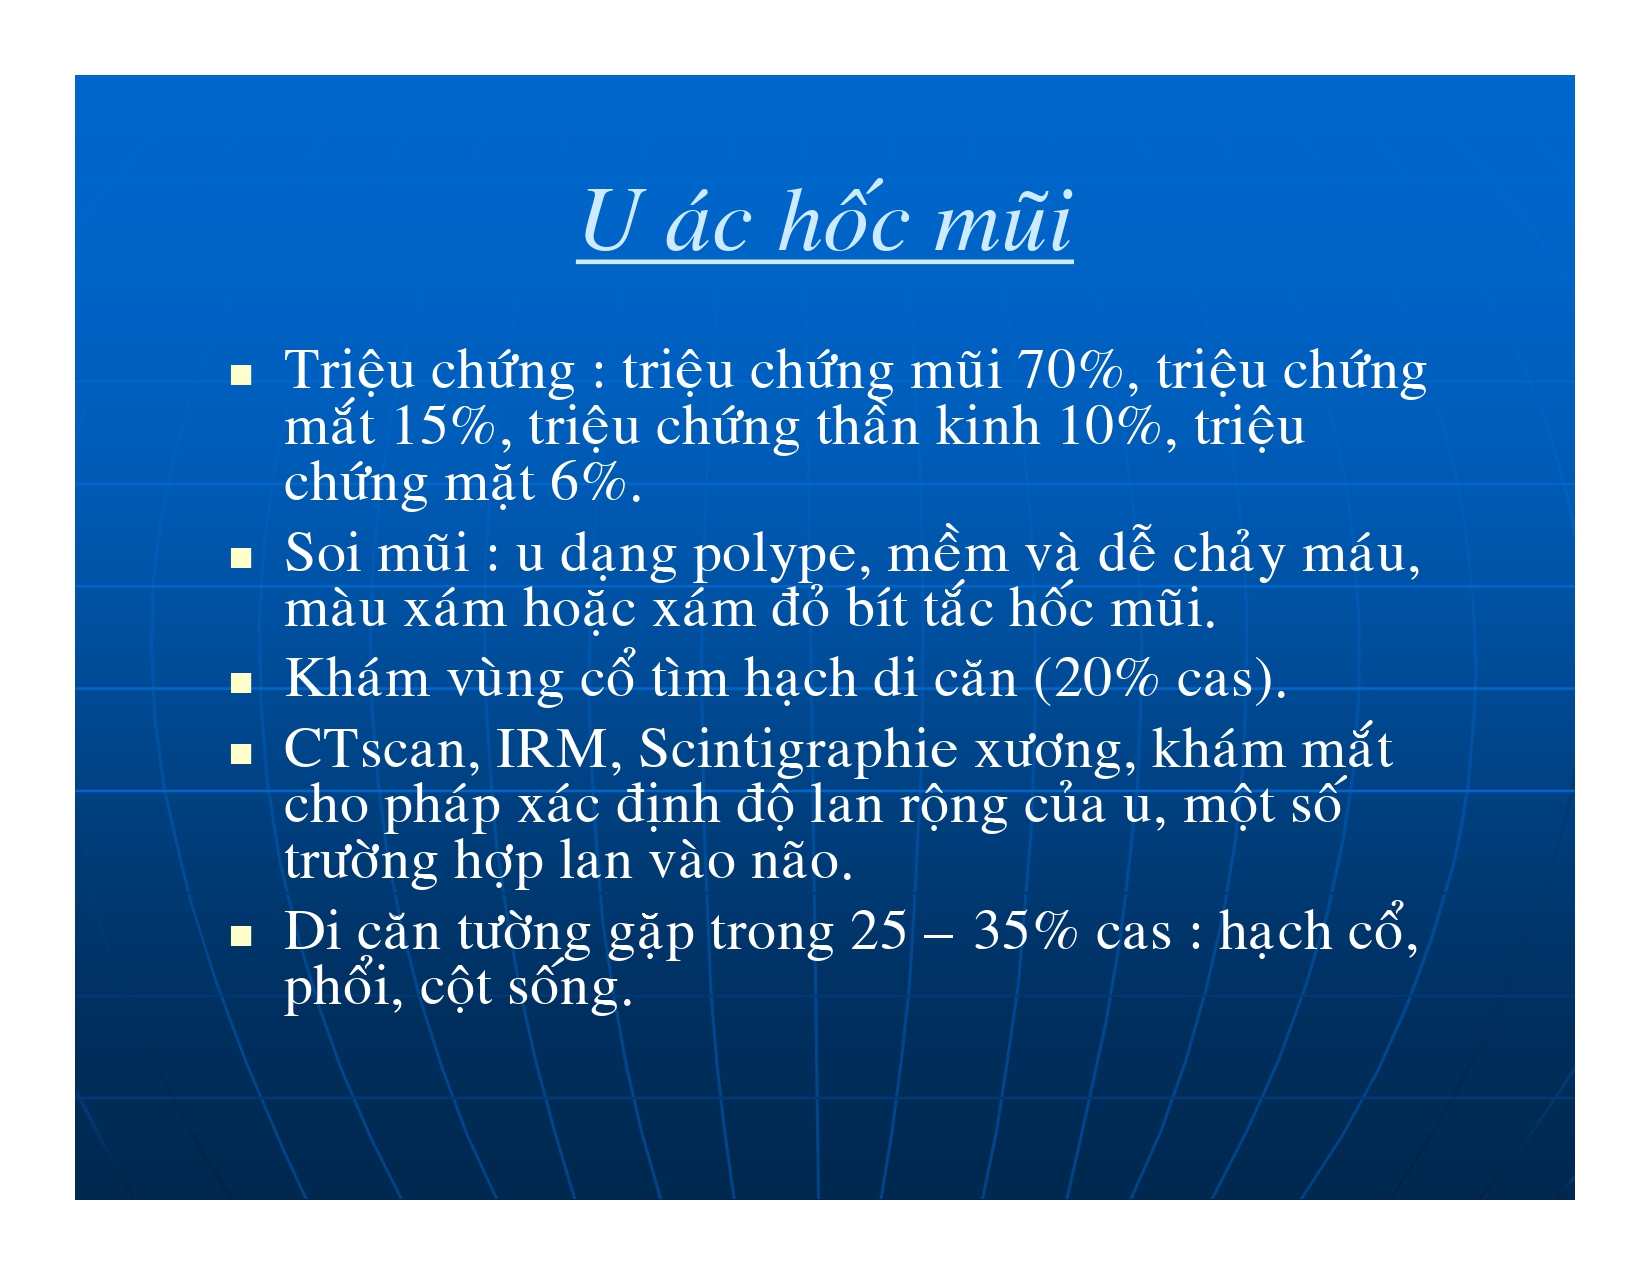 U ác hốc mũi
Triệu chứng : triệu chứng mũi 70%, triệu chứng
mắt 15%, triệu chứng thần kinh 10%, triệu
chứng mặt 6%.
Soi mũi : u dạng polype, mềm và dễ chảy máu,
màu xám hoặc xám đỏ bít tắc hốc mũi.
Khám vùng cổ tìm hạch di căn (20% cas).
CTscan, IRM, Scintigraphie xương, khám mắt
cho pháp xác định độ lan rộng của u, một số
trường hợp lan vào não.
Di căn tường gặp trong 25 – 35% cas : hạch cổ,
phổi, cột sống.